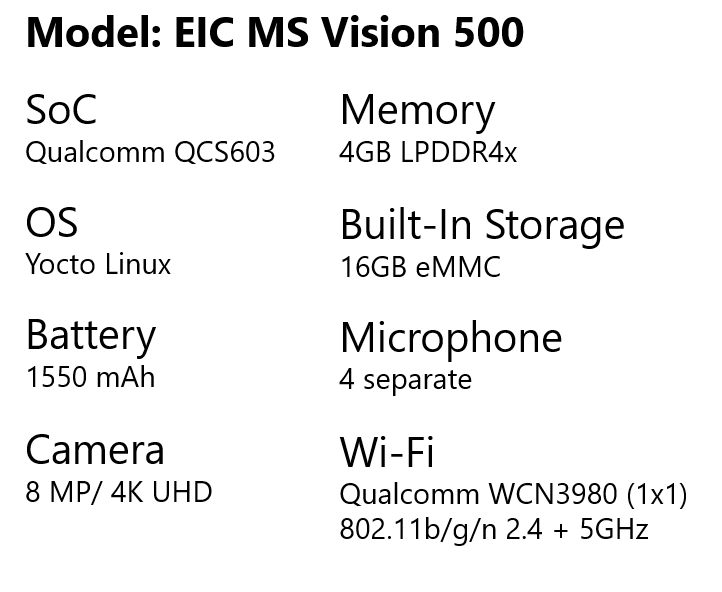 Model: EIC MS Vision 500
SoC
Qualcomm QCS603
Memory
4GB LPDDR4x
OS
Yocto Linux
Built-In Storage
16GB eMMC
Battery
1550 mAh
Microphone
4 separate
Camera
8 MP/ 4K UHD
Wi-Fi
Qualcomm WCN3980 (1x1)
802.11b/g/n 2.4 + 5GHz